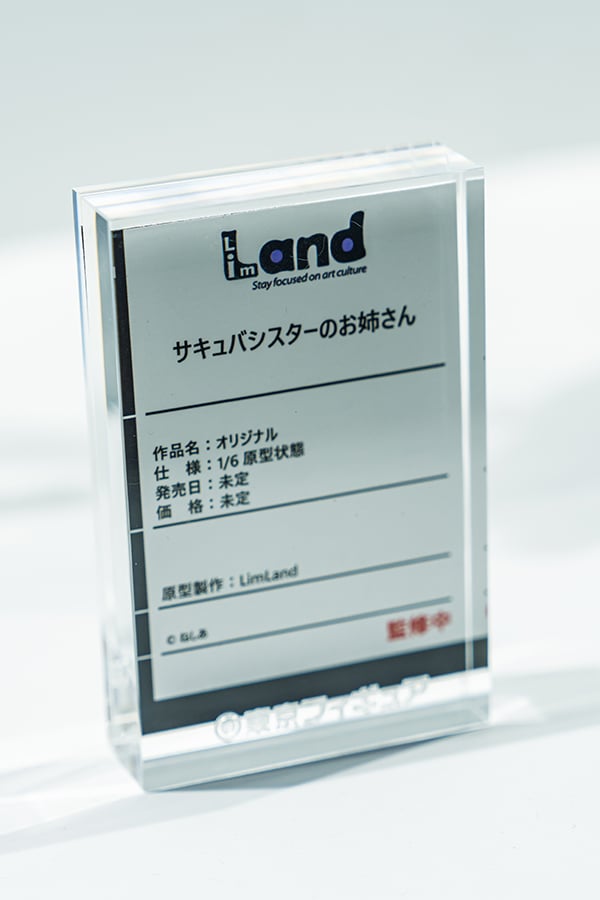 LimLand
Stay focused on art culture
サキュバシスターのお姉さん
作品名：オリジナル
仕　様：1/6 原型状態
発売日：未定
価　格：未定
原型製作：LimLand
© ねしあ
監修中
東京フィギュア